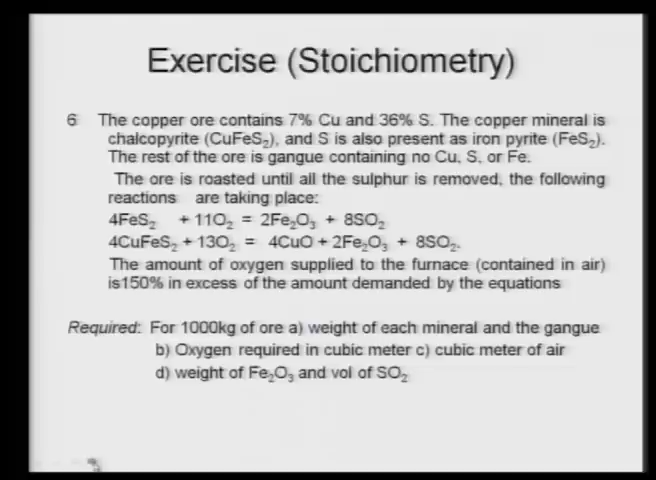 Exercise (Stoichiometry)
6 The copper ore contains 7% Cu and 36% S. The copper mineral is
chalcopyrite (CuFeS₂), and S is also present as iron pyrite (FeS₂).
The rest of the ore is gangue containing no Cu, S, or Fe.
The ore is roasted until all the sulphur is removed, the following
reactions are taking place:
4FeS₂ + 11O₂ = 2Fe₂O₃ + 8SO₂
4CuFeS₂ + 13O₂ = 4CuO + 2Fe₂O₃ + 8SO₂.
The amount of oxygen supplied to the furnace (contained in air)
is150% in excess of the amount demanded by the equations
Required: For 1000kg of ore a) weight of each mineral and the gangue
b) Oxygen required in cubic meter c) cubic meter of air
d) weight of Fe₂O₃ and vol of SO₂